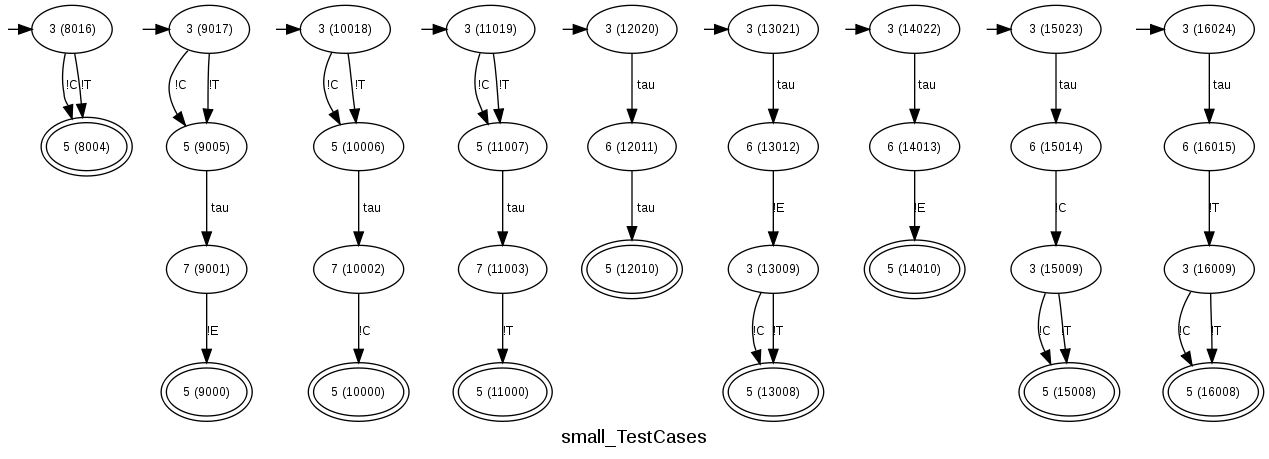 3 (8016) 3 (9017) 3 (10018) 3 (11019) 3 (12020) 3 (13021) 3 (14022) 3 (15023) 3 (16024)
!C !T !C !T !C !T !C !T tau tau tau tau tau
5 (8004) 5 (9005) 5 (10006) 5 (11007) 6 (12011) 6 (13012) 6 (14013) 6 (15014) 6 (16015)
tau tau tau tau !E !E !C !T
7 (9001) 7 (10002) 7 (11003) 5 (12010) 3 (13009) 5 (14010) 3 (15009) 3 (16009)
!E !C !T !C !T !C !T !C !T
5 (9000) 5 (10000) 5 (11000) 5 (13008) 5 (15008) 5 (16008)
small_TestCases